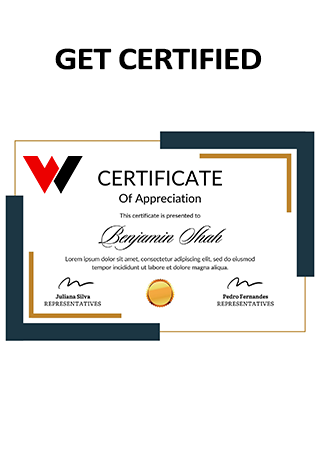 GET CERTIFIED
CERTIFICATE
Of Appreciation
This certificate is presented to
Benjamin Shah
Lorem ipsum dolor sit amet, consectetur adipiscing elit, sed do eiusmod
tempor incididunt ut labore et dolore magna aliqua.
Juliana Silva
REPRESENTATIVES
Pedro Fernandes
REPRESENTATIVES